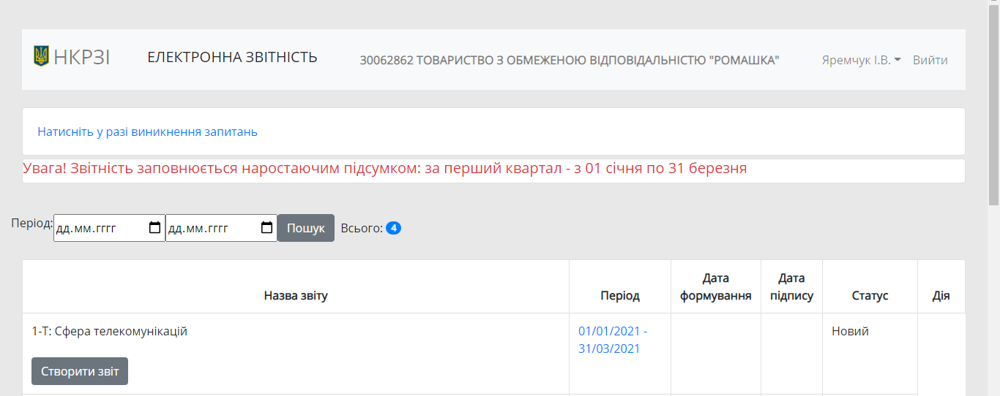 НКРЗІ ЕЛЕКТРОННА ЗВІТНІСТЬ 30062862 ТОВАРИСТВО З ОБМЕЖЕНОЮ ВІДПОВІДАЛЬНІСТЮ "РОМАШКА" Яремчук І.В. Вийти
Натисніть у разі виникнення запитань
Увага! Звітність заповнюється наростаючим підсумком: за перший квартал - з 01 січня по 31 березня
Період: дд.мм.гггг дд.мм.гггг Пошук Всього: 4
Назва звіту Період Дата формування Дата підпису Статус Дія
1-Т: Сфера телекомунікацій 01/01/2021 - Новий
31/03/2021
Створити звіт